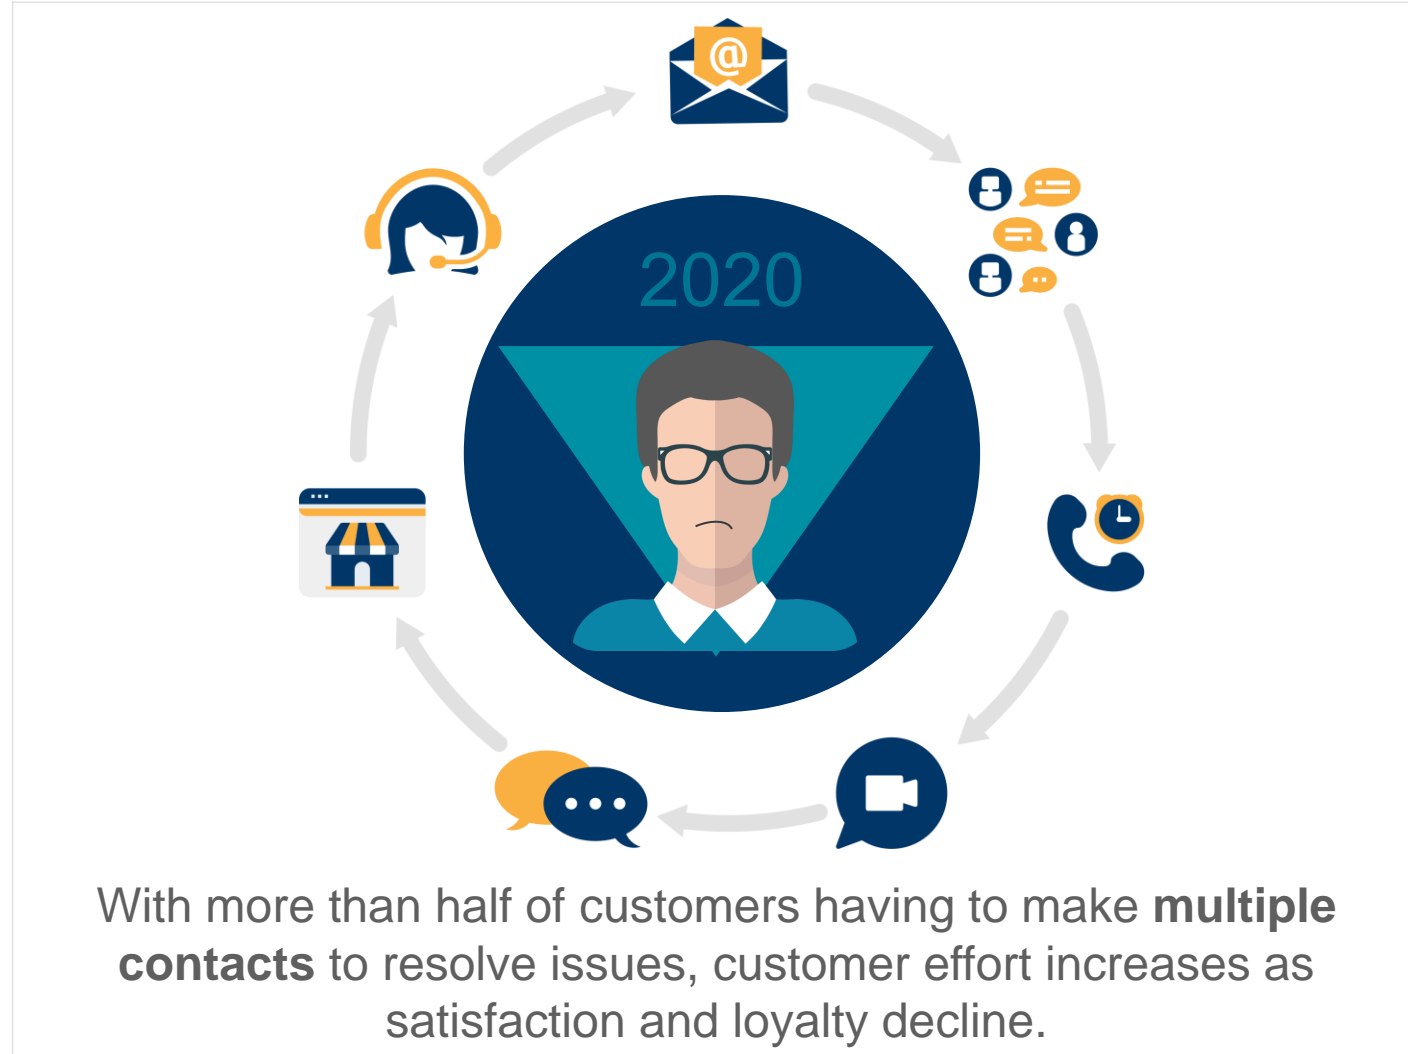 @
2020
With more than half of customers having to make multiple
contacts to resolve issues, customer effort increases as
satisfaction and loyalty decline.